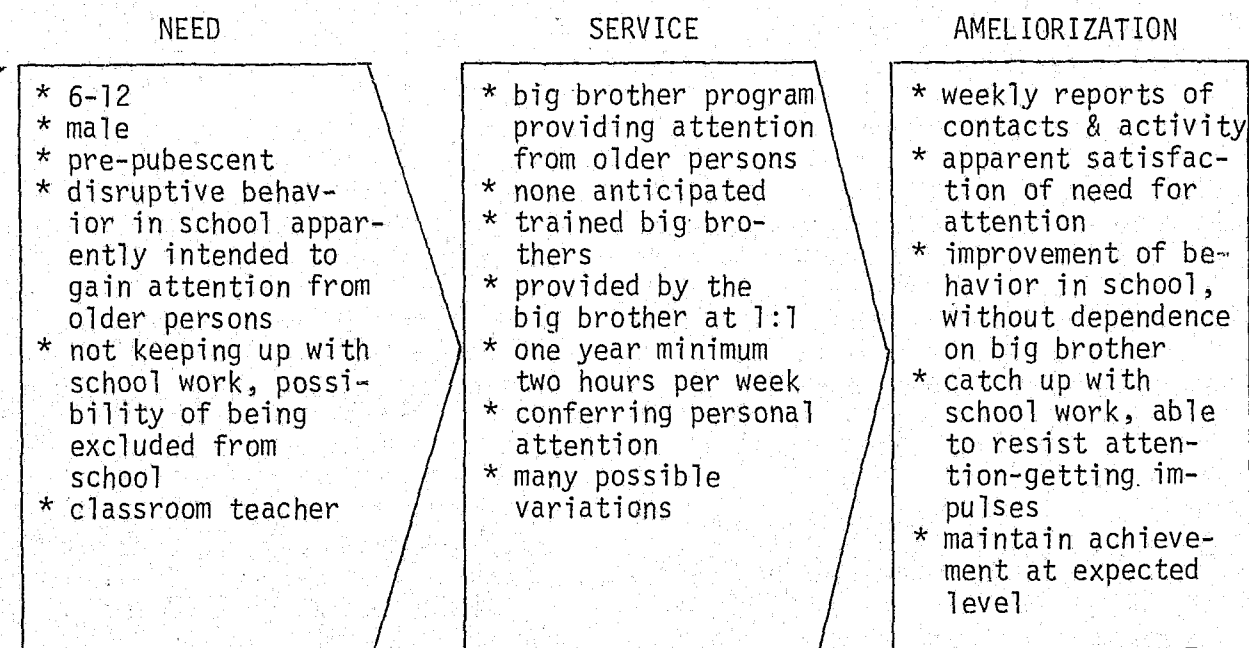 NEED
* 6-12
* male
* pre-pubescent
* disruptive behav-
ior in school appar-
ently intended to
gain attention from
older persons
* not keeping up with
school work, possi-
bility of being
excluded from
school
* classroom teacher
SERVICE
* big brother program
providing attention
from older persons
* none anticipated
* trained big bro-
thers
* provided by the
big brother at 1:1
* one year minimum
two hours per week
* conferring personal
attention
* many possible
variations
AMELIORIZATION
* weekly reports of
contacts & activity
* apparent satisfac-
tion of need for
attention
* improvement of be-
havior in school,
without dependence
on big brother
* catch up with
school work, able
to resist atten-
tion-getting im-
pulses
* maintain achieve-
ment at expected
level